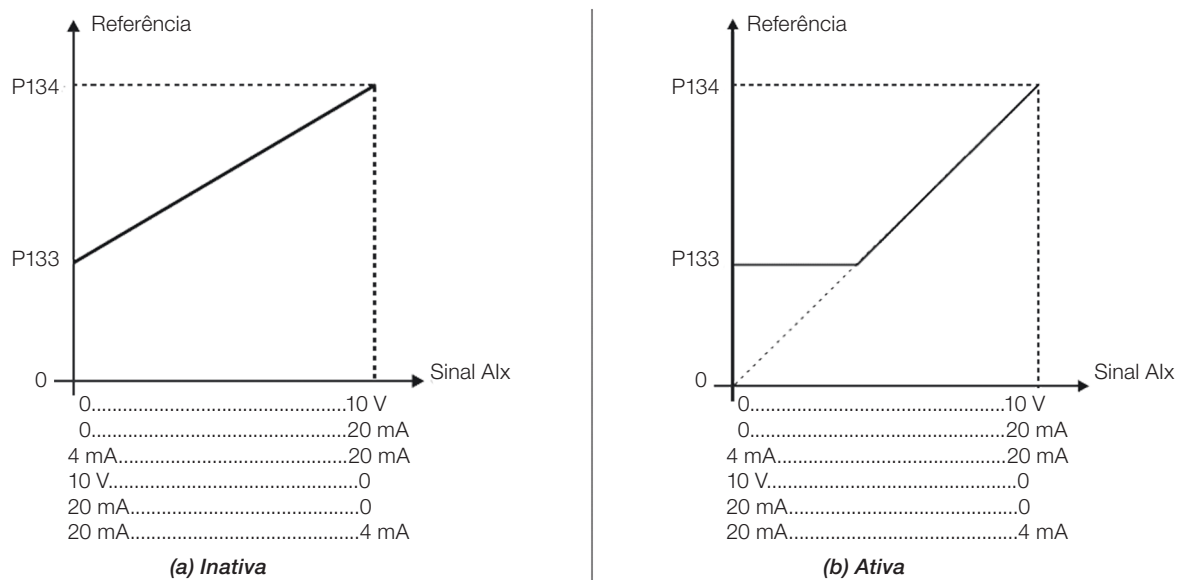 Referência
P134
P133
0
Sinal AIx
0................................................10 V
0................................................20 mA
4 mA...........................................20 mA
10 V................................................0
20 mA.............................................0
20 mA.............................................4 mA
(a) Inativa
Referência
P134
P133
0
Sinal AIx
0................................................10 V
0................................................20 mA
4 mA...........................................20 mA
10 V................................................0
20 mA.............................................0
20 mA.............................................4 mA
(b) Ativa